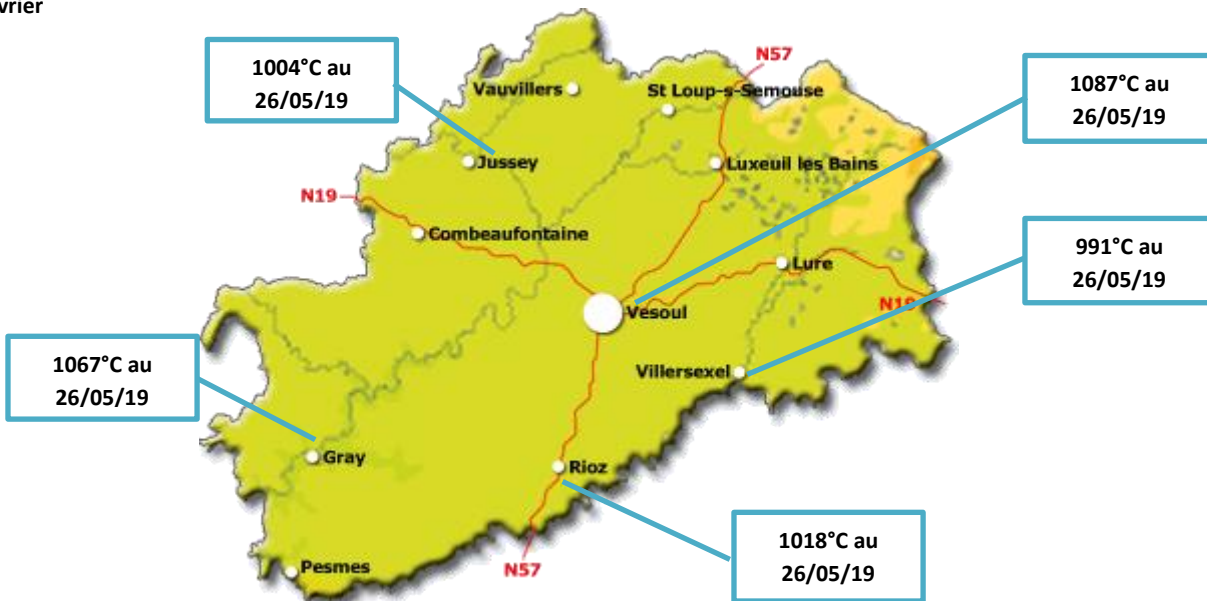 vrier
1004°C au
26/05/19
N57
Vauvillers
St Loup-s-Semouse
1087°C au
26/05/19
Jussey
Luxeuil les Bains
N19
Combeaufontaine
991°C au
26/05/19
Lure
N19
Vesoul
1067°C au
26/05/19
Villersexel
Gray
Rioz
1018°C au
26/05/19
Pesmes
N57